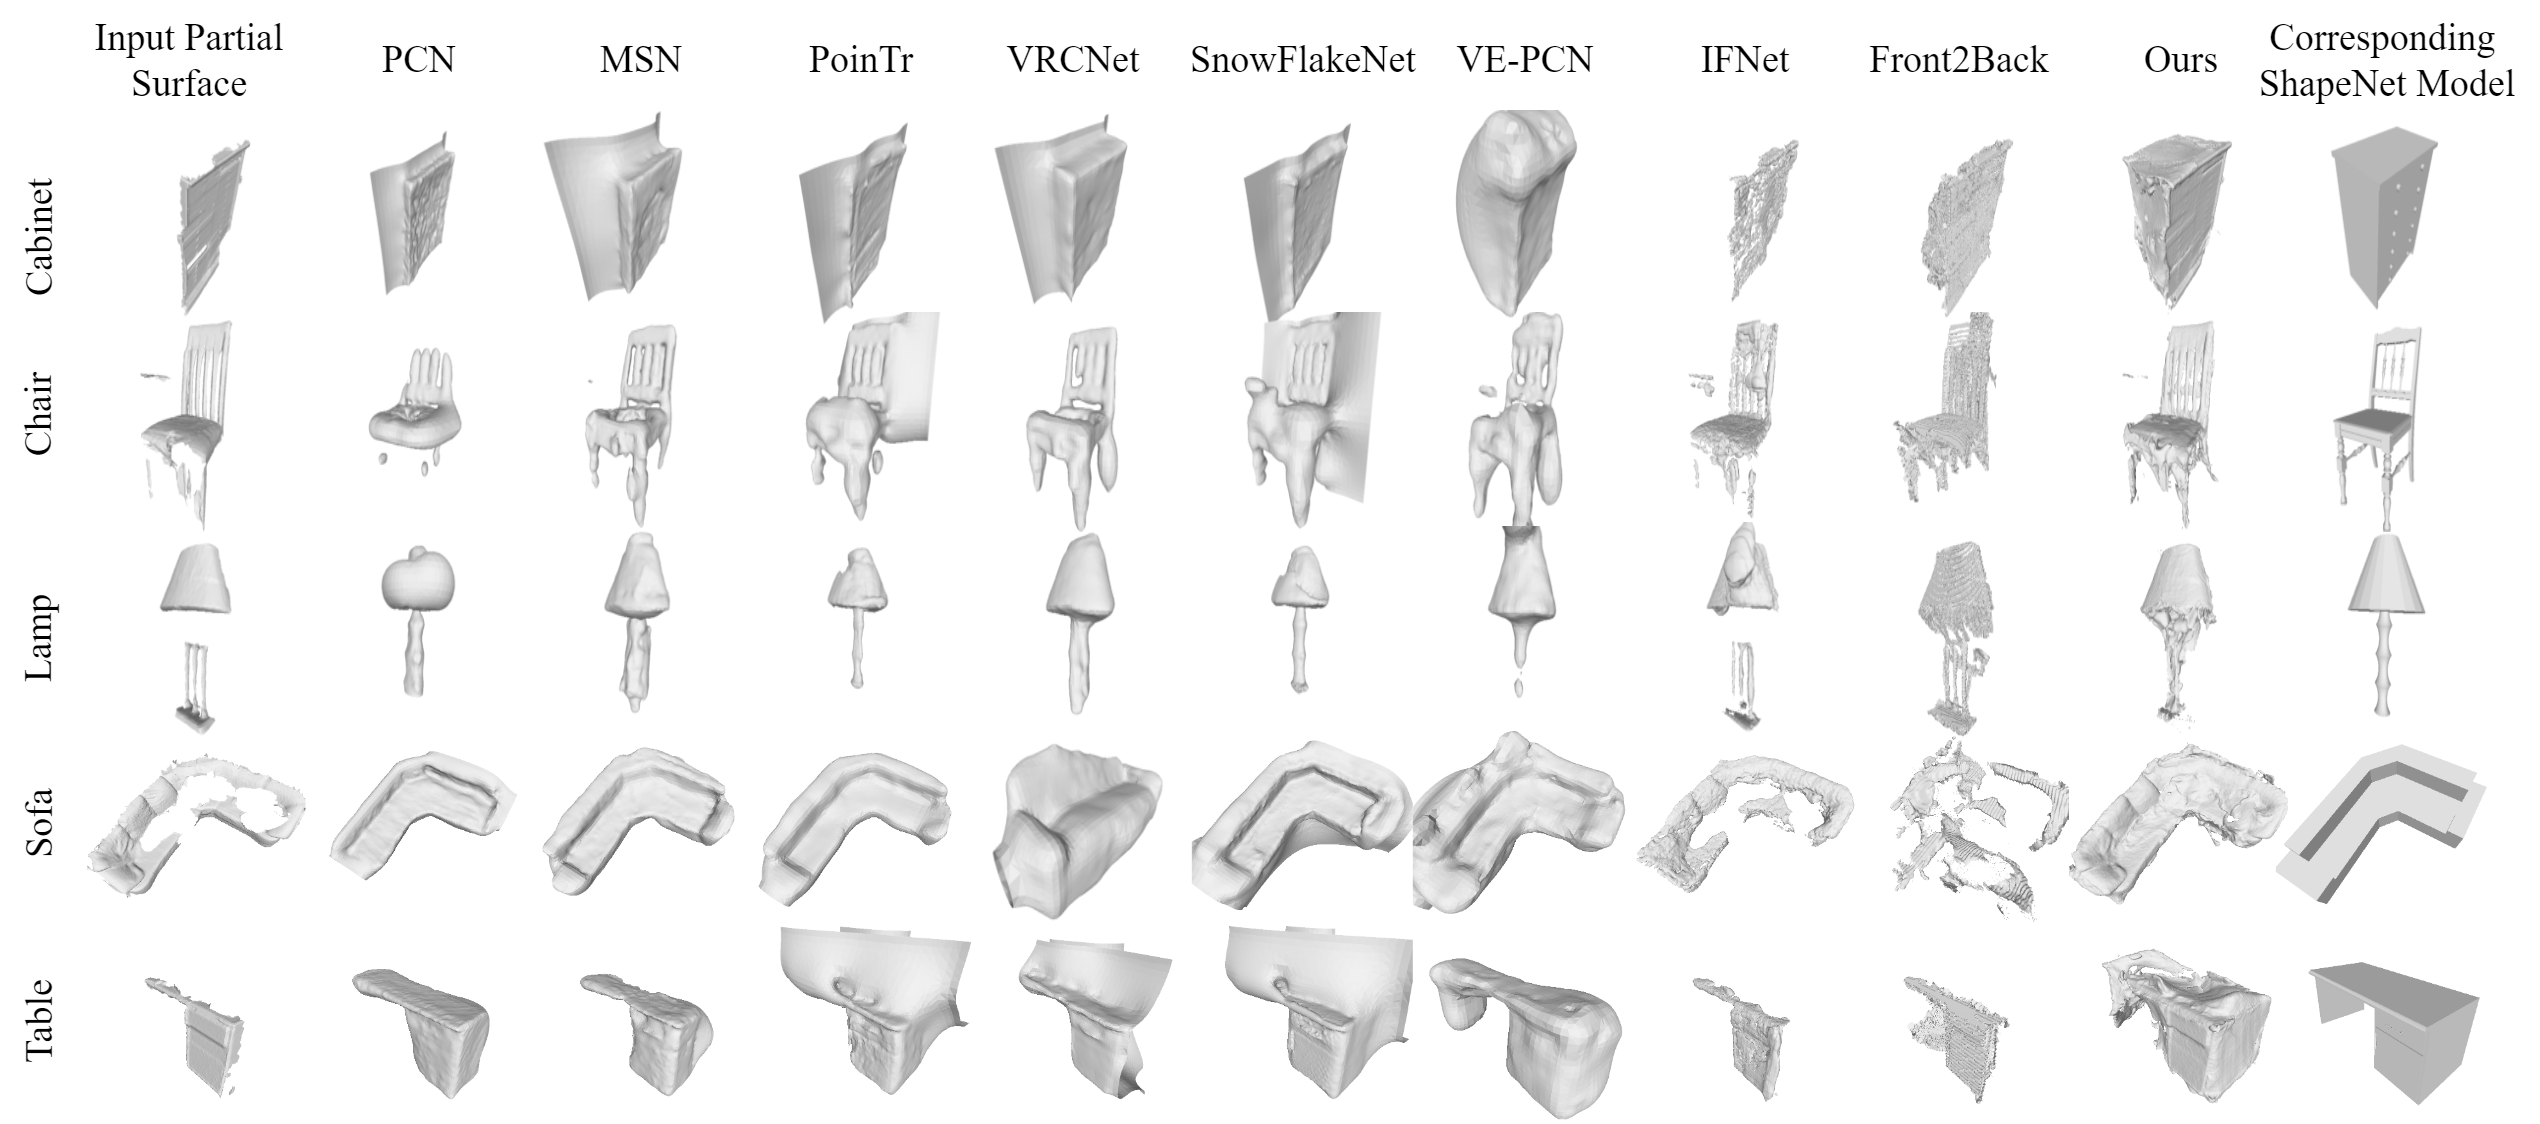 Input Partial
Surface
PCN
MSN
PoinTr
VRCNet
SnowFlakeNet
VE-PCN
IFNet
Front2Back
Ours
Corresponding
ShapeNet Model
Cabinet
Chair
Lamp
Sofa
Table